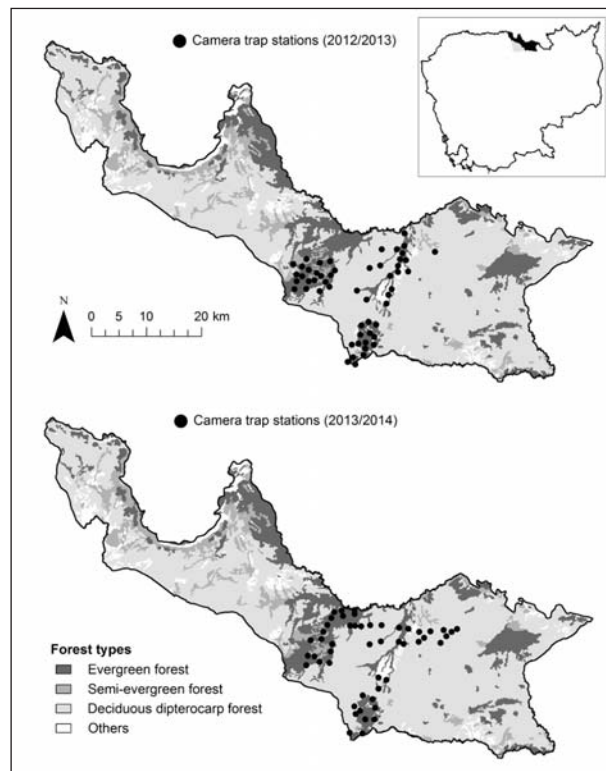 Camera trap stations (2012/2013)
N
0 5 10 20 km
Camera trap stations (2013/2014)
Forest types
Evergreen forest
Semi-evergreen forest
Deciduous dipterocarp forest
Others